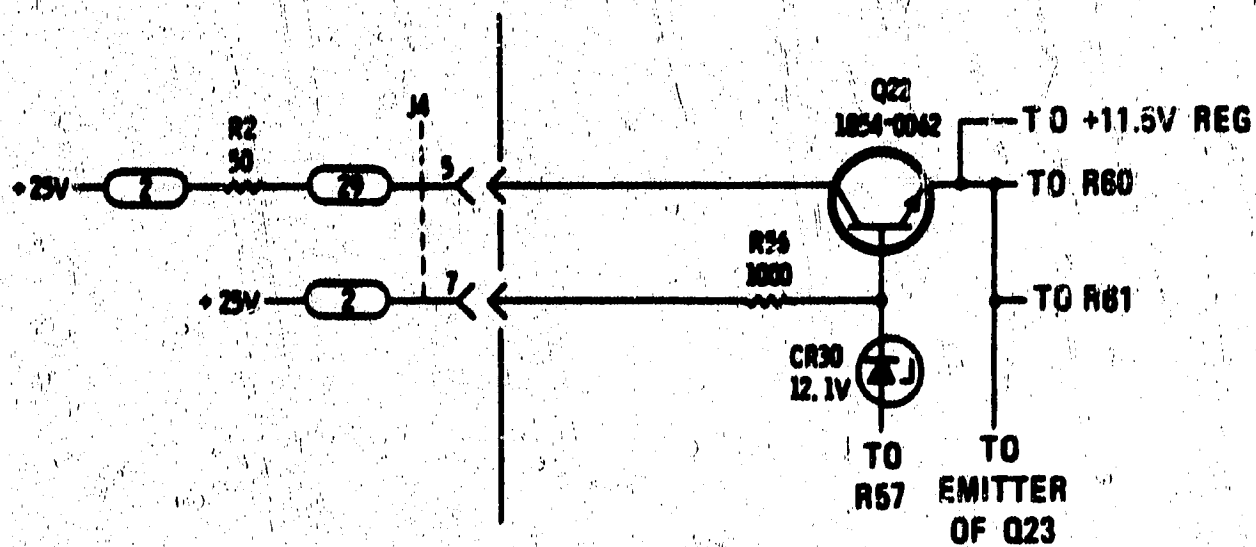 Q22
1854-0062
TO +11.5V REG
J4
R2
50
+25V
2
29
5
TO R60
R56
1000
+25V
2
7
TO R61
CR30
12.1V
TO
R57
TO
EMITTER
OF Q23